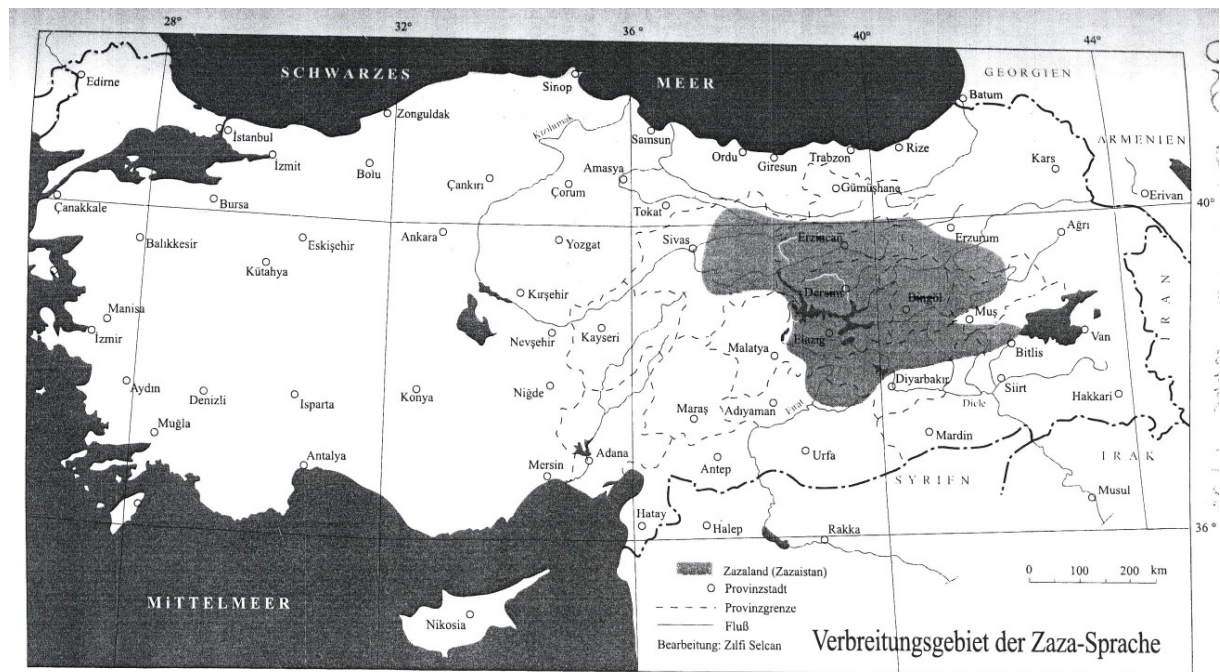 28°
32°
36°
40°
44°
SCHWARZES
MEER
GEORGIEN
Edirne
Sinop
Batum
Zonguldak
İstanbul
Kızılırmak
Samsun
ARMENIEN
İzmit
Bolu
Ordu
Giresun
Trabzon
Rize
Kars
Çankırı
Çorum
Amasya
Gümüşhane
Erivan
Çanakkale
Bursa
Tokat
40°
Balıkkesir
Eskişehir
Ankara
Yozgat
Sivas
Erzincan
Erzurum
Ağrı
Kütahya
IRAN
Manisa
Kırşehir
Dersim
Bingöl
Muş
İzmir
Nevşehir
Kayseri
Elazığ
Van
Malatya
Bitlis
Aydın
Denizli
Isparta
Konya
Niğde
Diyarbakır
Siirt
Hakkari
Muğla
Maraş
Adıyaman
Fırat
Dicle
Mardin
Antalya
Adana
Mersin
Antep
Urfa
IRAK
SYRIEN
Musul
Hatay
Halep
Rakka
36°
Zazaland (Zazaistan)
Provinzstadt
Provinzgrenze
Fluß
Bearbeitung: Zılfi Selcan
0 100 200 km
MiTTELMEER
Nikosia
Verbreitungsgebiet der Zaza-Sprache